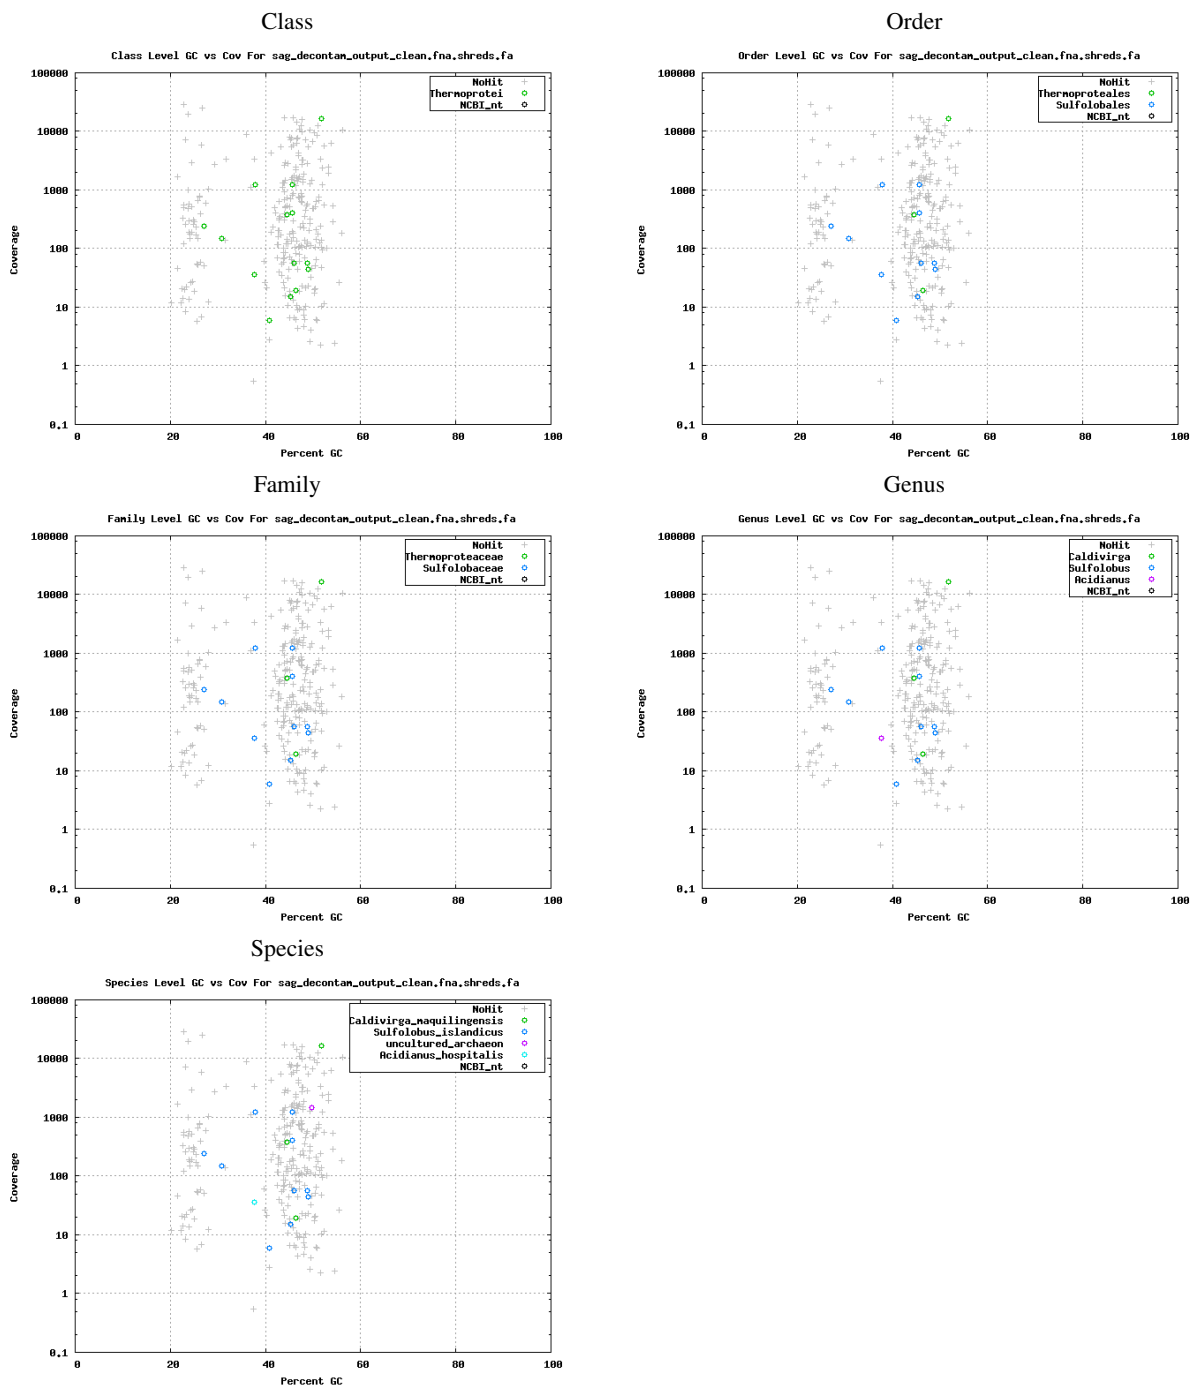 Class
Class Level GC vs Cov For sag_decontam_output_clean.fna.shreds.fa
NoHit
Thermoprotei
NCBI_nt
100000
10000
1000
100
10
1
0.1
Coverage
0 20 40 60 80 100
Percent GC
Order
Order Level GC vs Cov For sag_decontam_output_clean.fna.shreds.fa
NoHit
Thermoproteales
Sulfolobales
NCBI_nt
100000
10000
1000
100
10
1
0.1
Coverage
0 20 40 60 80 100
Percent GC
Family
Family Level GC vs Cov For sag_decontam_output_clean.fna.shreds.fa
NoHit
Thermoproteaceae
Sulfolobaceae
NCBI_nt
100000
10000
1000
100
10
1
0.1
Coverage
0 20 40 60 80 100
Percent GC
Genus
Genus Level GC vs Cov For sag_decontam_output_clean.fna.shreds.fa
NoHit
Caldivirga
Sulfolobus
Acidianus
NCBI_nt
100000
10000
1000
100
10
1
0.1
Coverage
0 20 40 60 80 100
Percent GC
Species
Species Level GC vs Cov For sag_decontam_output_clean.fna.shreds.fa
NoHit
Caldivirga_maquilingensis
Sulfolobus_islandicus
uncultured_archaeon
Acidianus_hospitalis
NCBI_nt
100000
10000
1000
100
10
1
0.1
Coverage
0 20 40 60 80 100
Percent GC